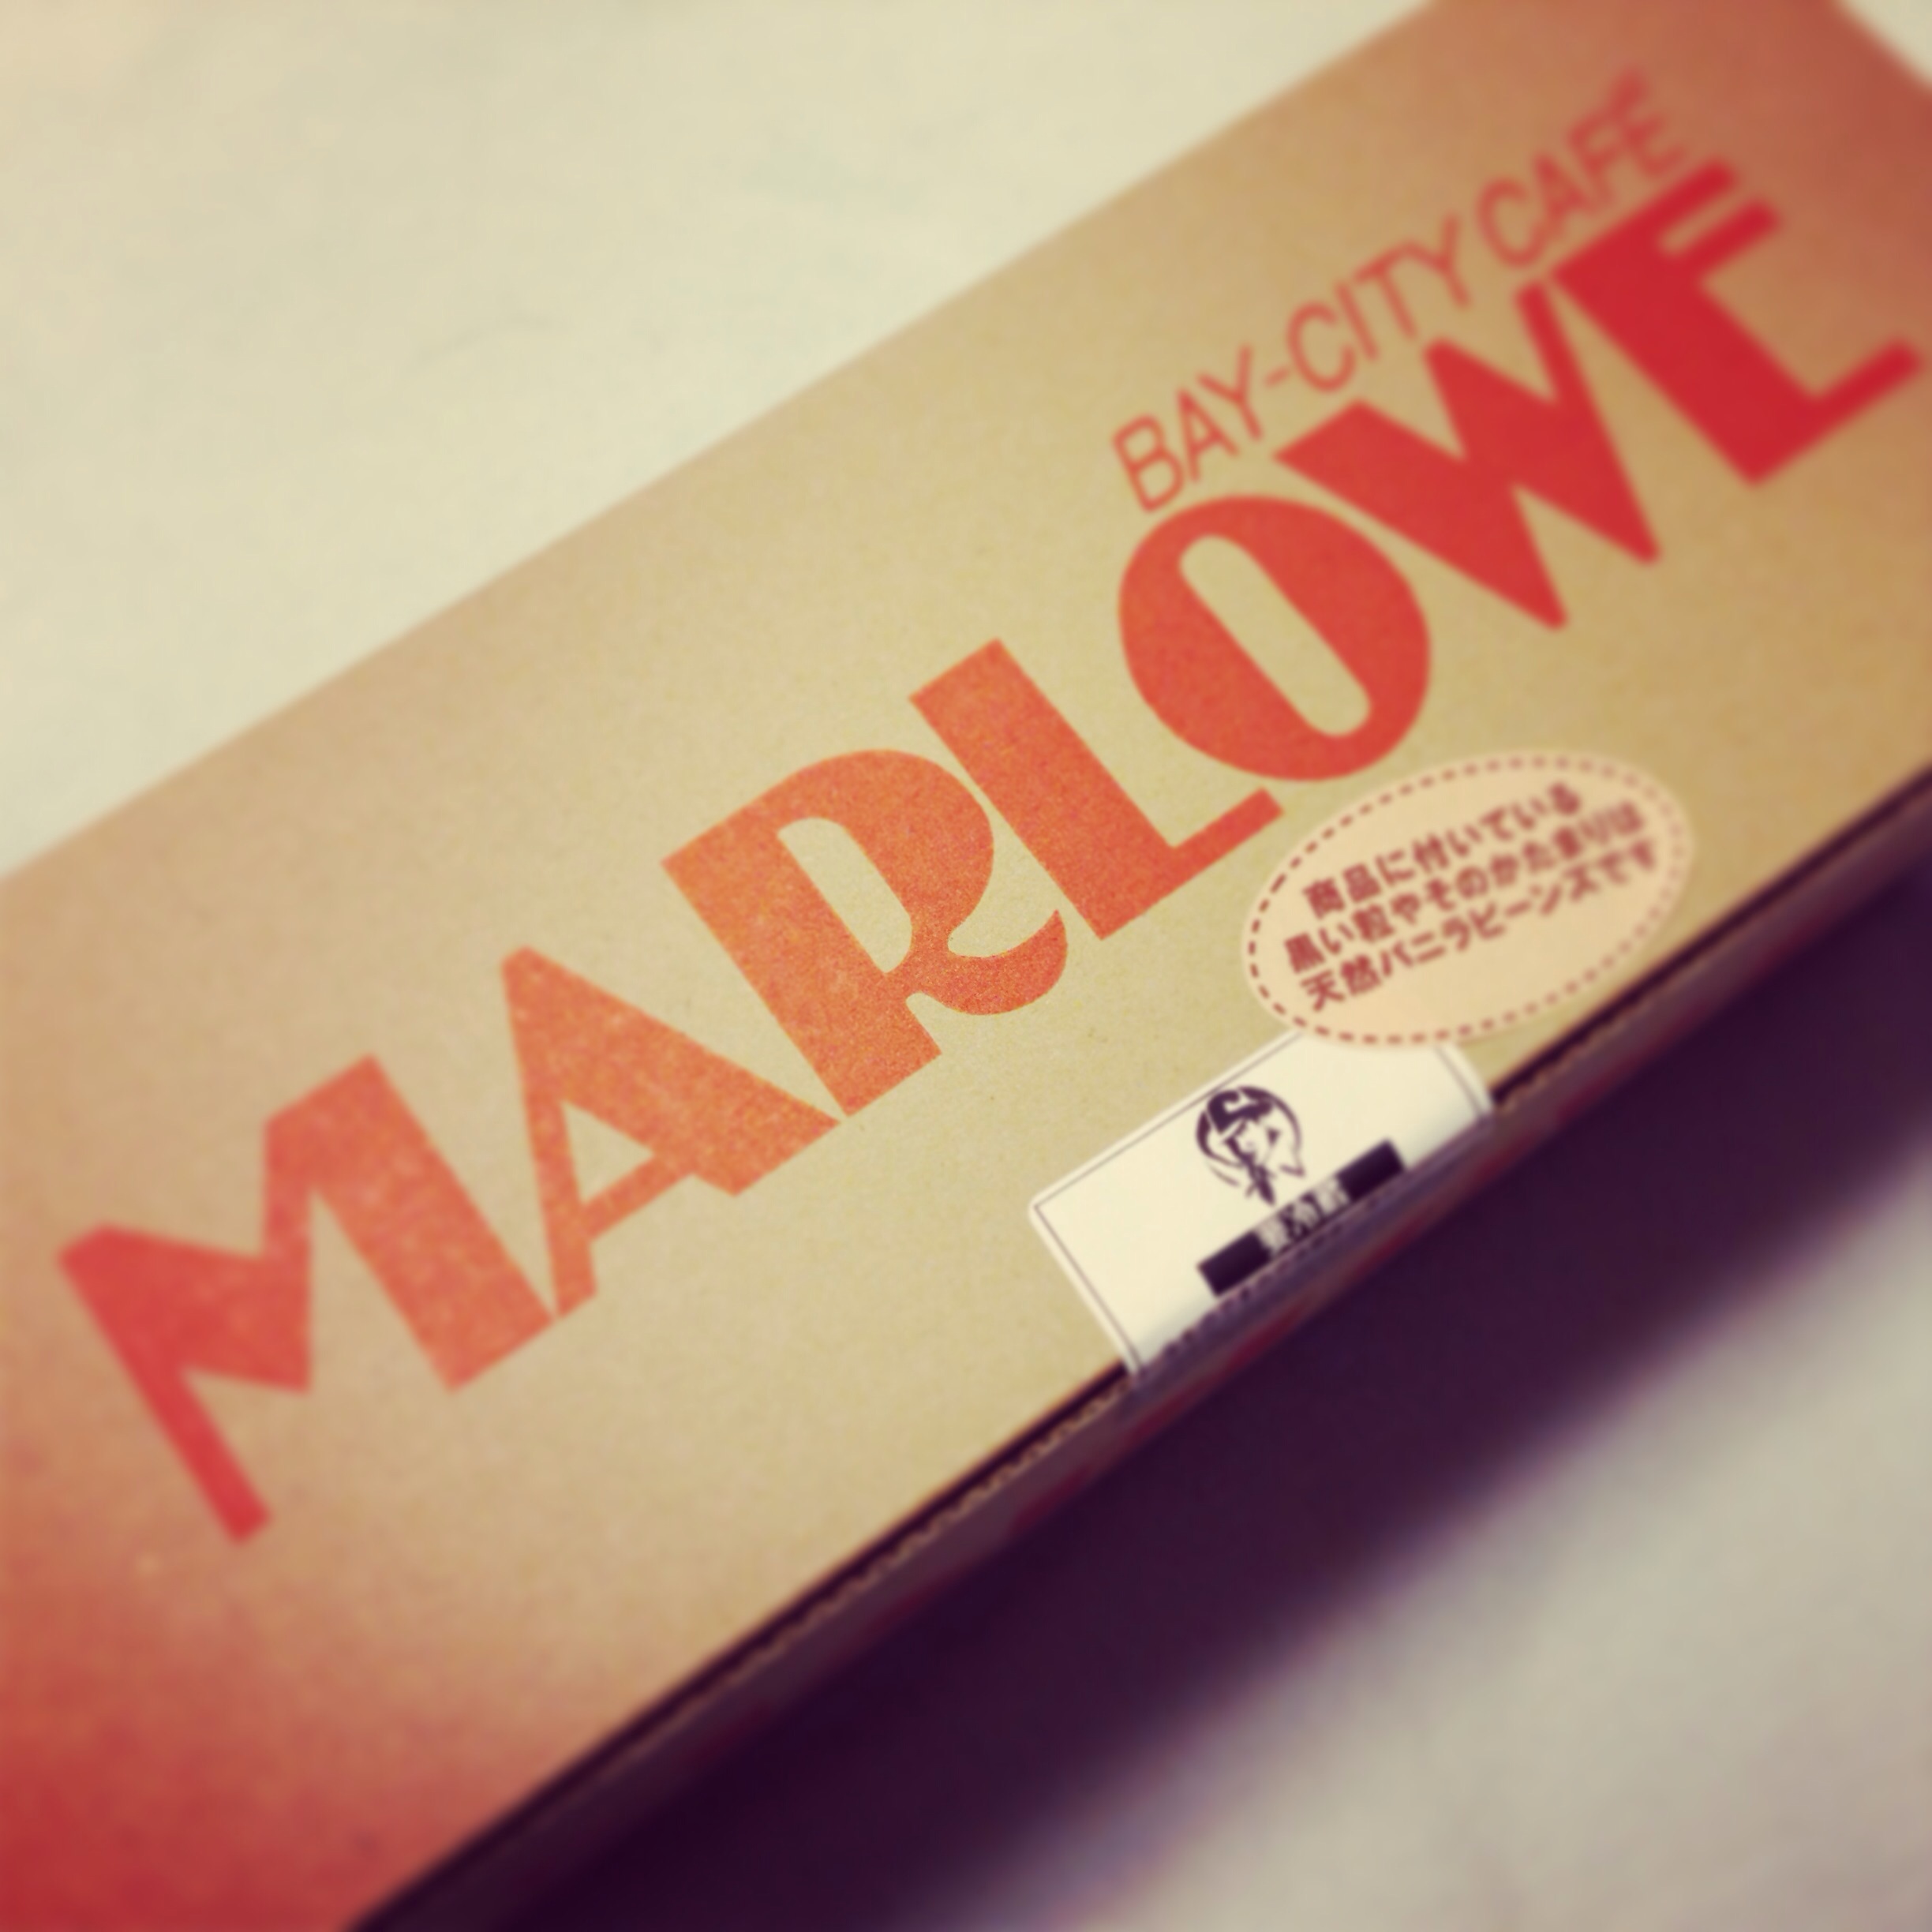 BAY-CITY CAFE
MARLOWE
商品に付いている
黒い粒やそのかたまりは
天然バニラビーンズです